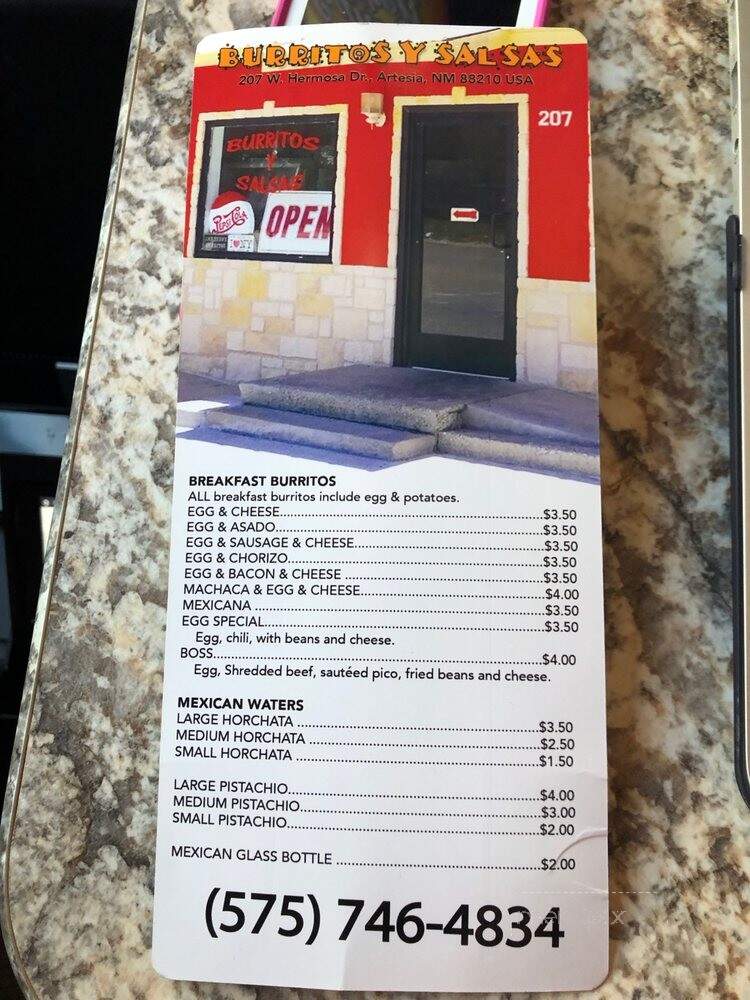 BURRITOS Y SALSAS
207 W. Hermosa Dr., Artesia, NM 88210 USA
207
BURRITOS
Y
SALSAS
Pepsi-Cola
OPEN
BREAKFAST BURRITOS
ALL breakfast burritos include egg & potatoes.
EGG & CHEESE....$3.50
EGG & ASADO....$3.50
EGG & SAUSAGE & CHEESE....$3.50
EGG & CHORIZO....$3.50
EGG & BACON & CHEESE ....$3.50
MACHACA & EGG & CHEESE....$4.00
MEXICANA ....$3.50
EGG SPECIAL....$3.50
Egg, chili, with beans and cheese.
BOSS....$4.00
Egg, Shredded beef, sautéed pico, fried beans and cheese.
MEXICAN WATERS
LARGE HORCHATA ....$3.50
MEDIUM HORCHATA ....$2.50
SMALL HORCHATA ....$1.50
LARGE PISTACHIO....$4.00
MEDIUM PISTACHIO....$3.00
SMALL PISTACHIO....$2.00
MEXICAN GLASS BOTTLE ....$2.00
(575) 746-4834